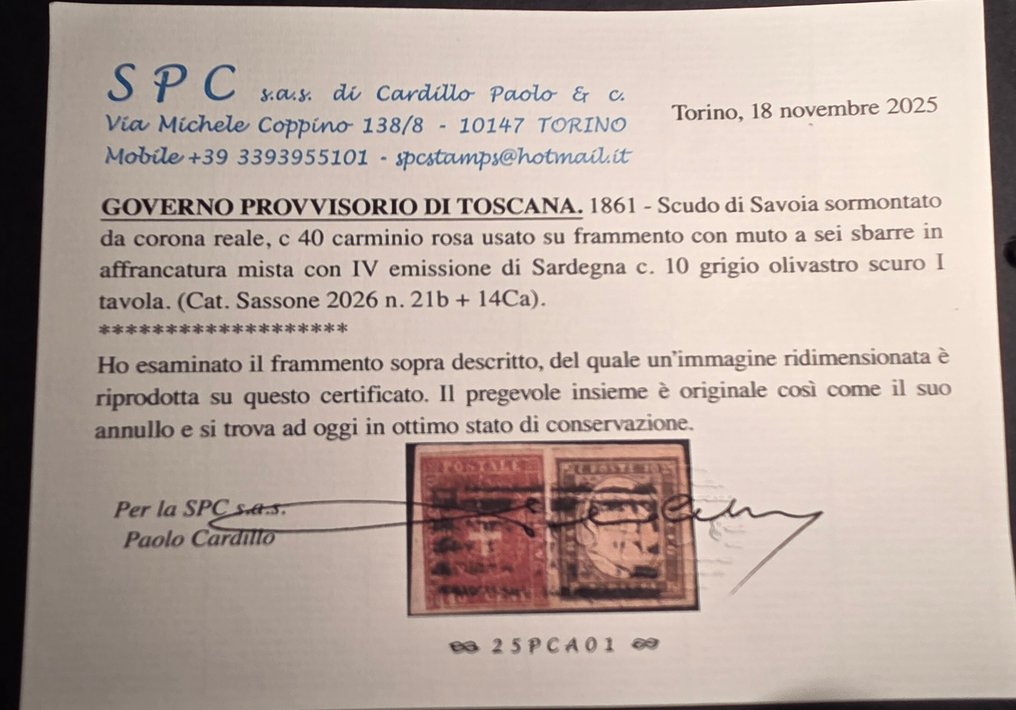 SPC s.a.s. di Cardillo Paolo & c.
Via Michele Coppino 138/8 - 10147 TORINO
Mobile +39 3393955101 - spcstamps@hotmail.it
Torino, 18 novembre 2025
GOVERNO PROVVISORIO DI TOSCANA. 1861 - Scudo di Savoia sormontato
da corona reale, c 40 carminio rosa usato su frammento con muto a sei sbarre in
affrancatura mista con IV emissione di Sardegna c. 10 grigio olivastro scuro I
tavola. (Cat. Sassone 2026 n. 21b + 14Ca).
*******************
Ho esaminato il frammento sopra descritto, del quale un'immagine ridimensionata è
riprodotta su questo certificato. Il pregevole insieme è originale così come il suo
annullo e si trova ad oggi in ottimo stato di conservazione.
Per la SPC s.a.s.
Paolo Cardillo
POSTALE
C. POSTE 10
25PCA01